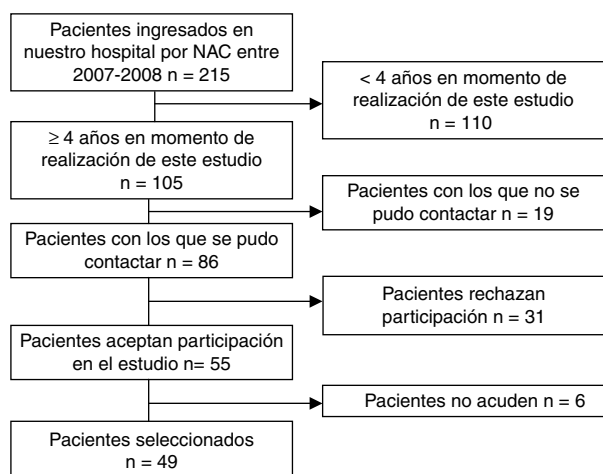 Pacientes ingresados en
nuestro hospital por NAC entre
2007-2008 n = 215
< 4 años en momento de
realización de este estudio
n = 110
≥ 4 años en momento de
realización de este estudio
n = 105
Pacientes con los que no se
pudo contactar n = 19
Pacientes con los que se pudo
contactar n = 86
Pacientes rechazan
participación n = 31
Pacientes aceptan participación
en el estudio n= 55
Pacientes no acuden n = 6
Pacientes seleccionados
n = 49